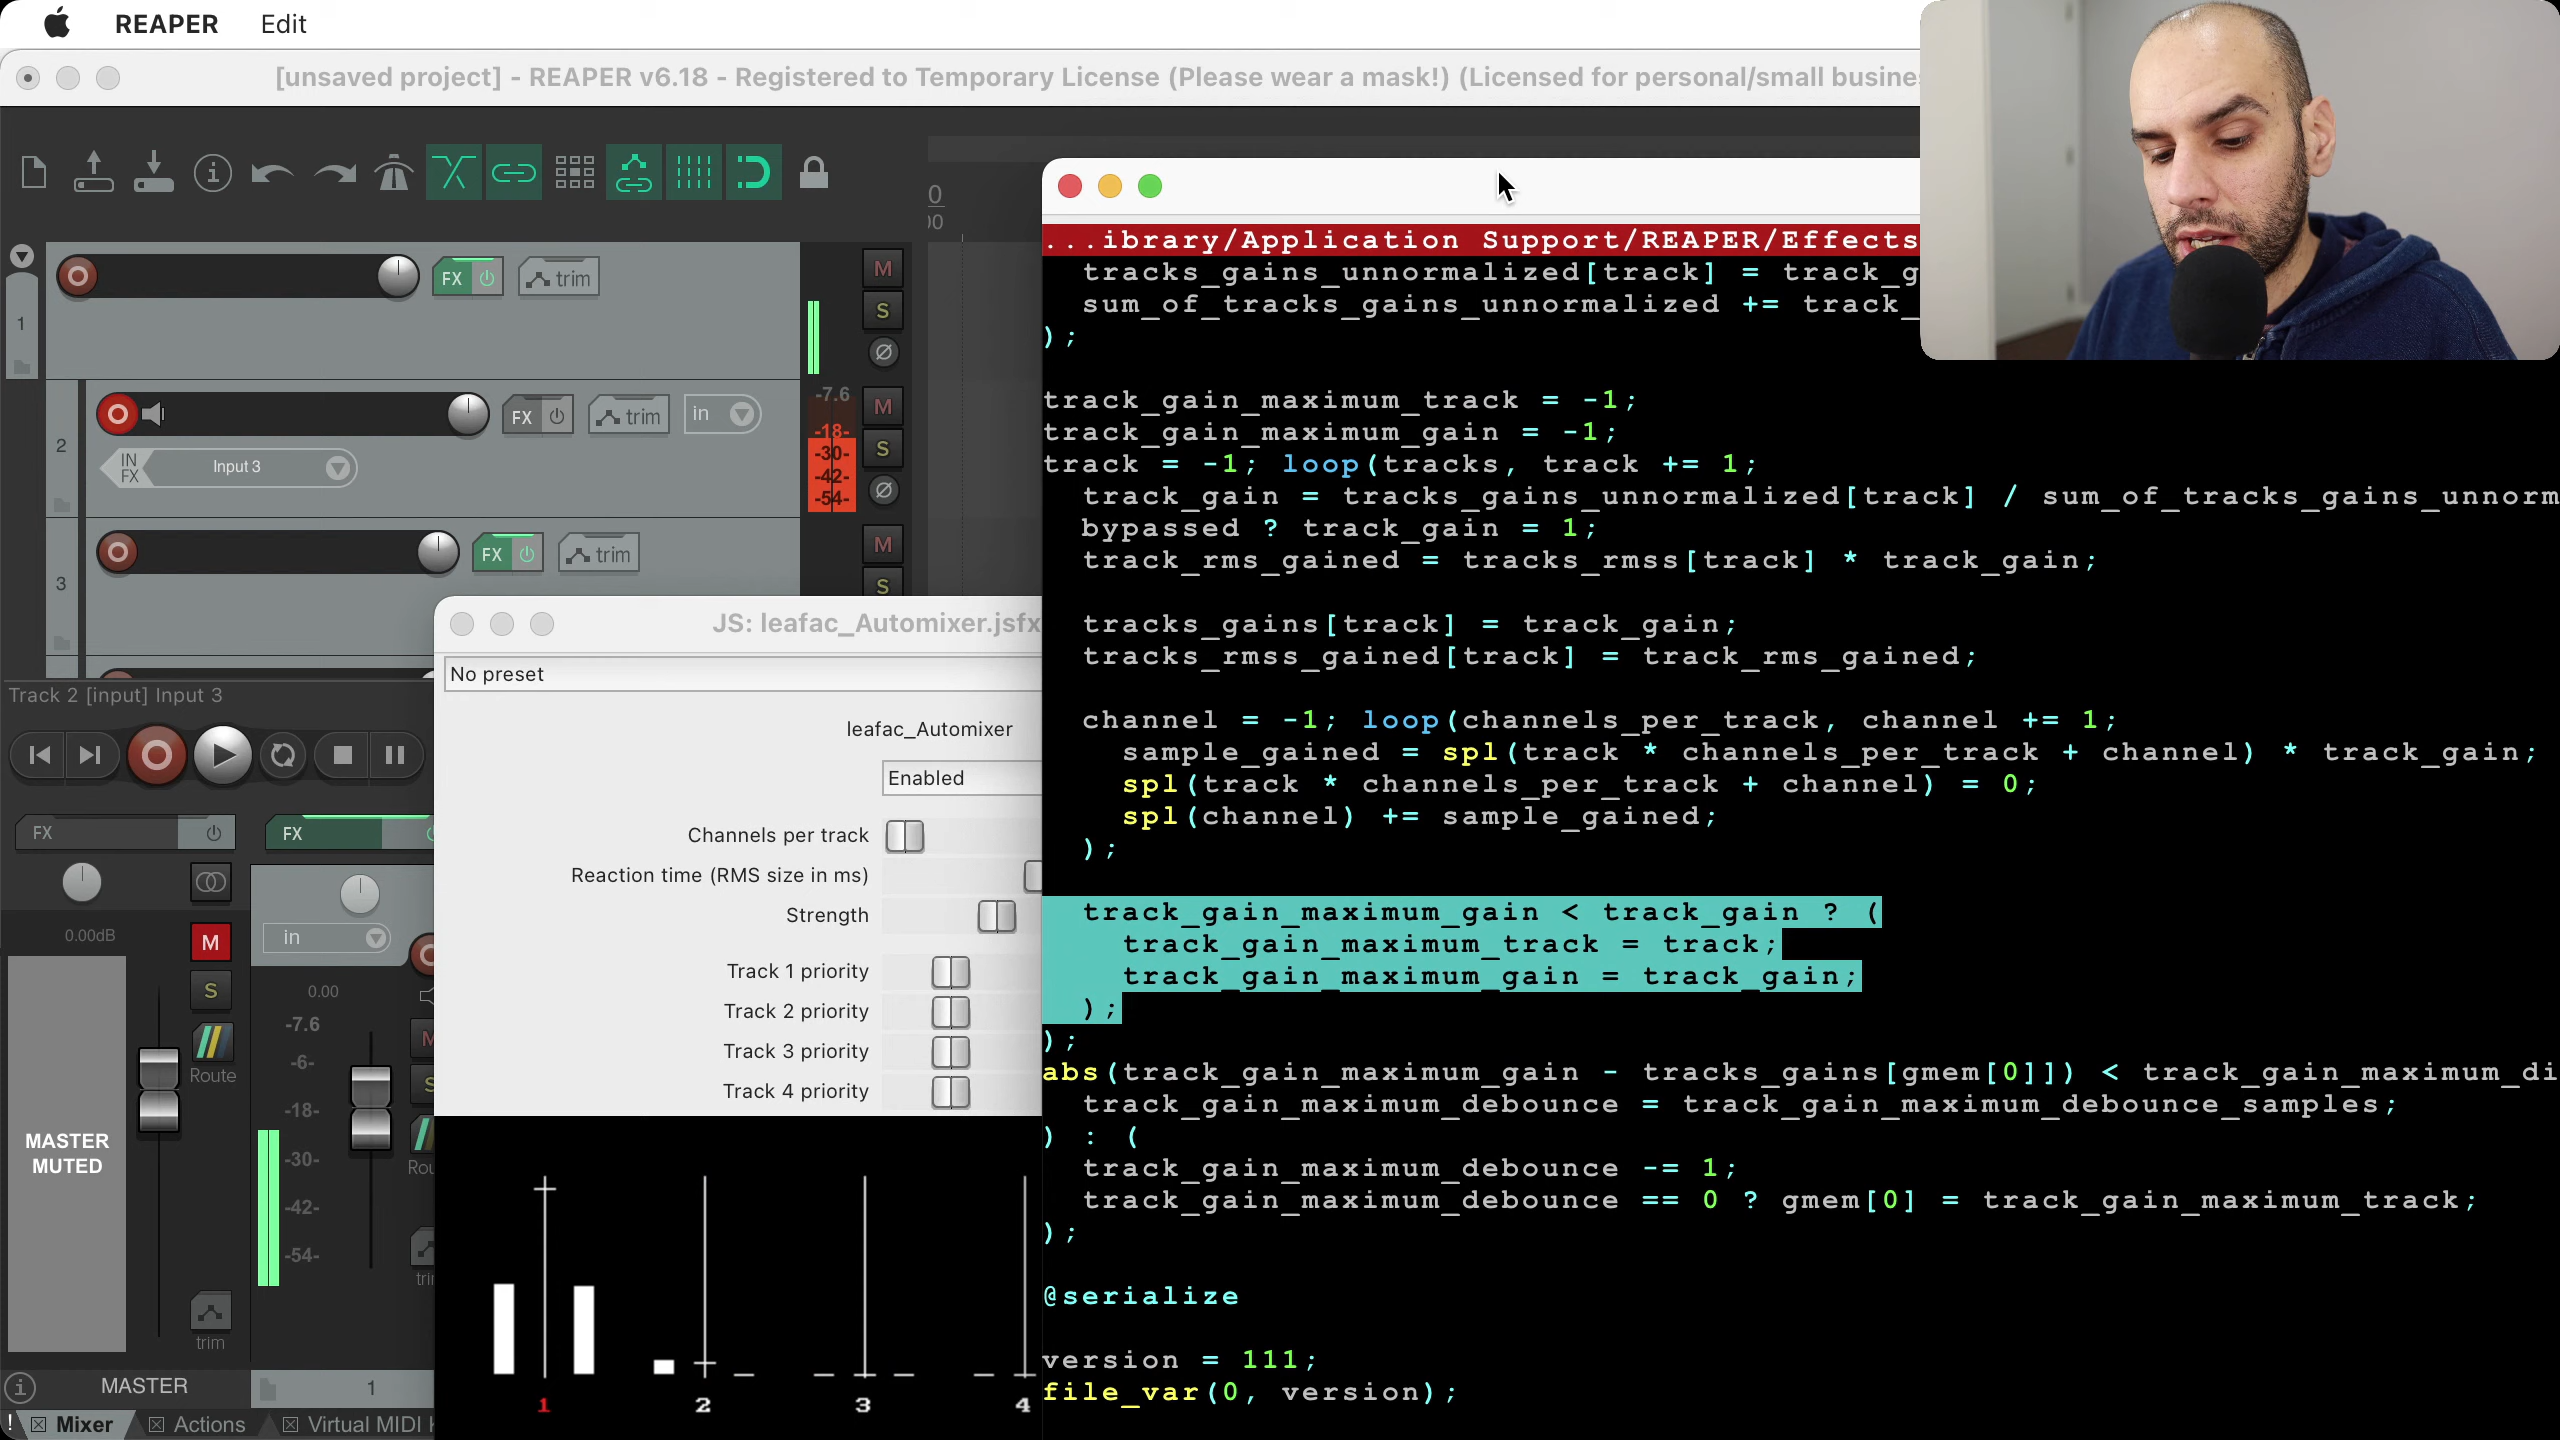 REAPER Edit
[unsaved project] - REAPER v6.18 - Registered to Temporary License (Please wear a mask!) (Licensed for personal/small busine
1
FX
trim
M
S
2
FX
trim
in
-7.6
-18-
-30-
-42-
-54-
M
S
IN
FX
Input 3
3
FX
trim
M
S
Track 2 [input] Input 3
FX
FX
0.00dB
M
S
Route
trim
MASTER
MUTED
in
0.00
-7.6
-6-
-18-
-30-
-42-
-54-
M
S
Rou
trir
MASTER
1
! Mixer
Actions
Virtual MIDI
JS: leafac_Automixer.jsfx
No preset
leafac_Automixer
Enabled
Channels per track
Reaction time (RMS size in ms)
Strength
Track 1 priority
Track 2 priority
Track 3 priority
Track 4 priority
1
2
3
4
...ibrary/Application Support/REAPER/Effects
tracks_gains_unnormalized[track] = track_g
sum_of_tracks_gains_unnormalized += track_
);
track_gain_maximum_track = -1;
track_gain_maximum_gain = -1;
track = -1; loop(tracks, track += 1;
track_gain = tracks_gains_unnormalized[track] / sum_of_tracks_gains_unnorm
bypassed ? track_gain = 1;
track_rms_gained = tracks_rmss[track] * track_gain;
tracks_gains[track] = track_gain;
tracks_rmss_gained[track] = track_rms_gained;
channel = -1; loop(channels_per_track, channel += 1;
sample_gained = spl(track * channels_per_track + channel) * track_gain;
spl(track * channels_per_track + channel) = 0;
spl(channel) += sample_gained;
);
track_gain_maximum_gain < track_gain ? (
track_gain_maximum_track = track;
track_gain_maximum_gain = track_gain;
);
);
abs(track_gain_maximum_gain - tracks_gains[gmem[0]]) < track_gain_maximum_di
track_gain_maximum_debounce = track_gain_maximum_debounce_samples;
) : (
track_gain_maximum_debounce -= 1;
track_gain_maximum_debounce == 0 ? gmem[0] = track_gain_maximum_track;
);
@serialize
version = 111;
file_var(0, version);